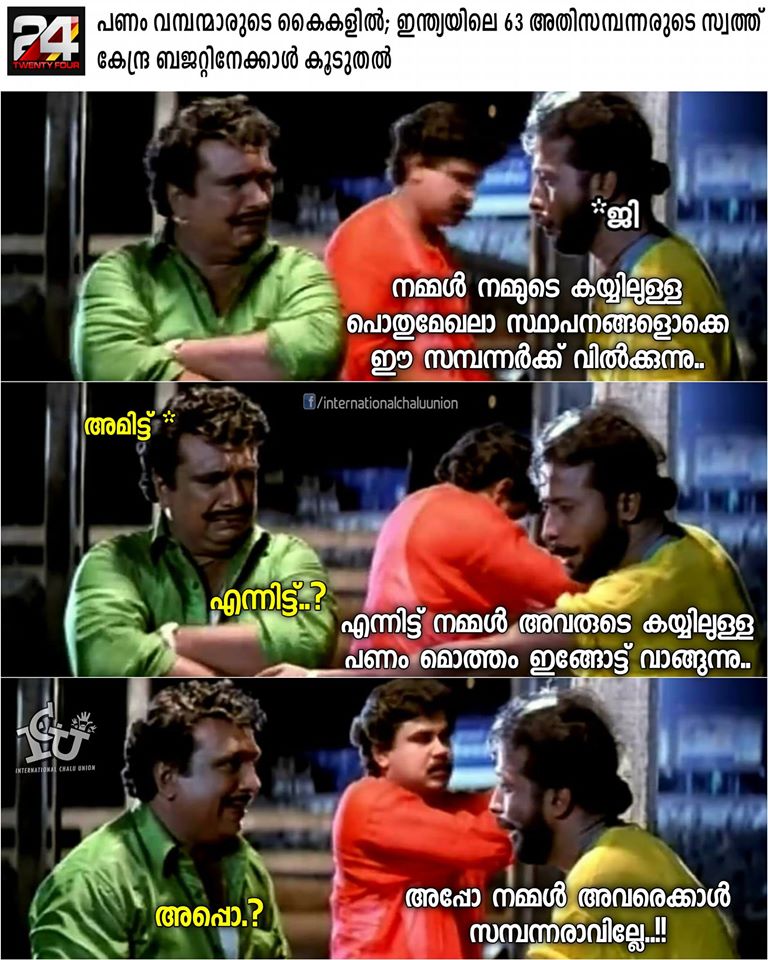 24
TWENTY FOUR
പണം വമ്പന്മാരുടെ കൈകളിൽ; ഇന്ത്യയിലെ 63 അതിസമ്പന്നരുടെ സ്വത്ത്
കേന്ദ്ര ബജറ്റിനേക്കാൾ കൂടുതൽ
*ജി
നമ്മൾ നമ്മുടെ കയ്യിലുള്ള
പൊതുമേഖലാ സ്ഥാപനങ്ങളൊക്കെ
ഈ സമ്പന്നർക്ക് വിൽക്കുന്നു..
f/internationalchaluunion
അമിട്ട് *
എന്നിട്ട്..?
എന്നിട്ട് നമ്മൾ അവരുടെ കയ്യിലുള്ള
പണം മൊത്തം ഇങ്ങോട്ട് വാങ്ങുന്നു..
ICU
INTERNATIONAL CHALU UNION
അപ്പൊ.?
അപ്പോ നമ്മൾ അവരെക്കാൾ
സമ്പന്നരാവില്ലേ..!!